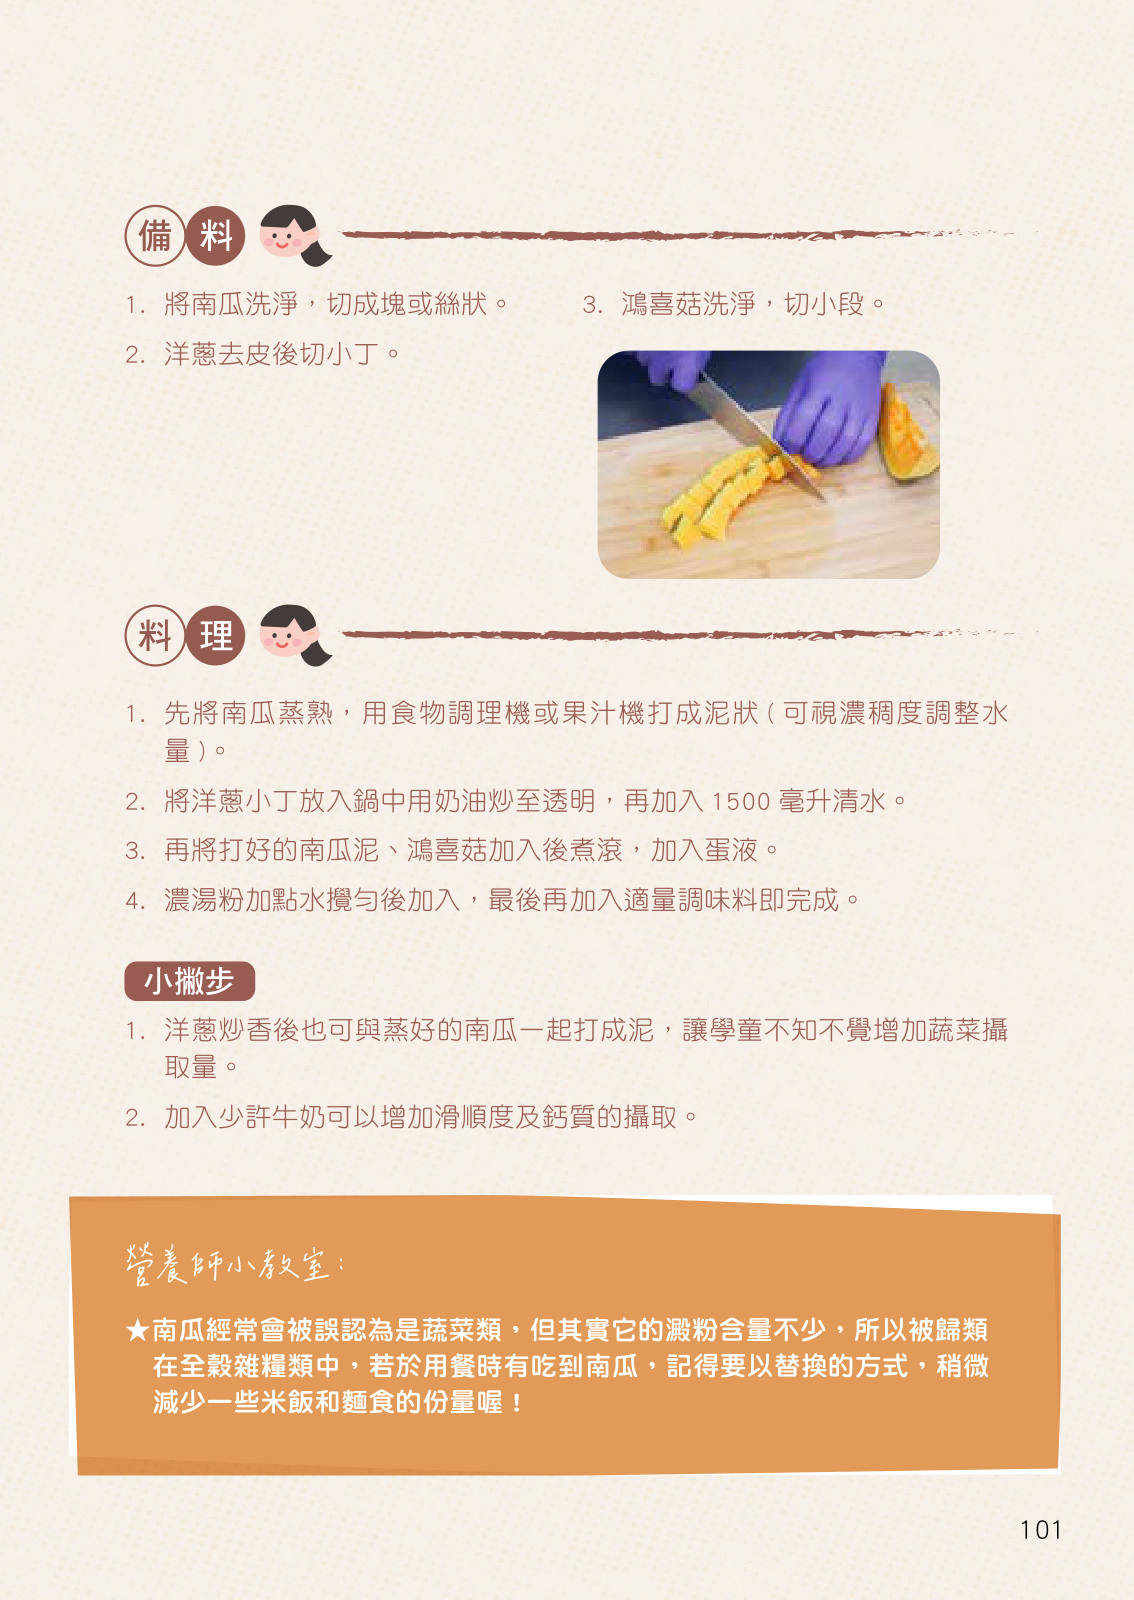 備料
1. 將南瓜洗淨，切成塊或絲狀。
2. 洋蔥去皮後切小丁。
3. 鴻喜菇洗淨，切小段。
料理
1. 先將南瓜蒸熟，用食物調理機或果汁機打成泥狀(可視濃稠度調整水
量)。
2. 將洋蔥小丁放入鍋中用奶油炒至透明，再加入 1500 毫升清水。
3. 再將打好的南瓜泥、鴻喜菇加入後煮滾，加入蛋液。
4. 濃湯粉加點水攪勻後加入，最後再加入適量調味料即完成。
小撇步
1. 洋蔥炒香後也可與蒸好的南瓜一起打成泥，讓學童不知不覺增加蔬菜攝
取量。
2. 加入少許牛奶可以增加滑順度及鈣質的攝取。
營養師小教室：
★南瓜經常會被誤認為是蔬菜類，但其實它的澱粉含量不少，所以被歸類
在全穀雜糧類中，若於用餐時有吃到南瓜，記得要以替換的方式，稍微
減少一些米飯和麵食的份量喔！
101